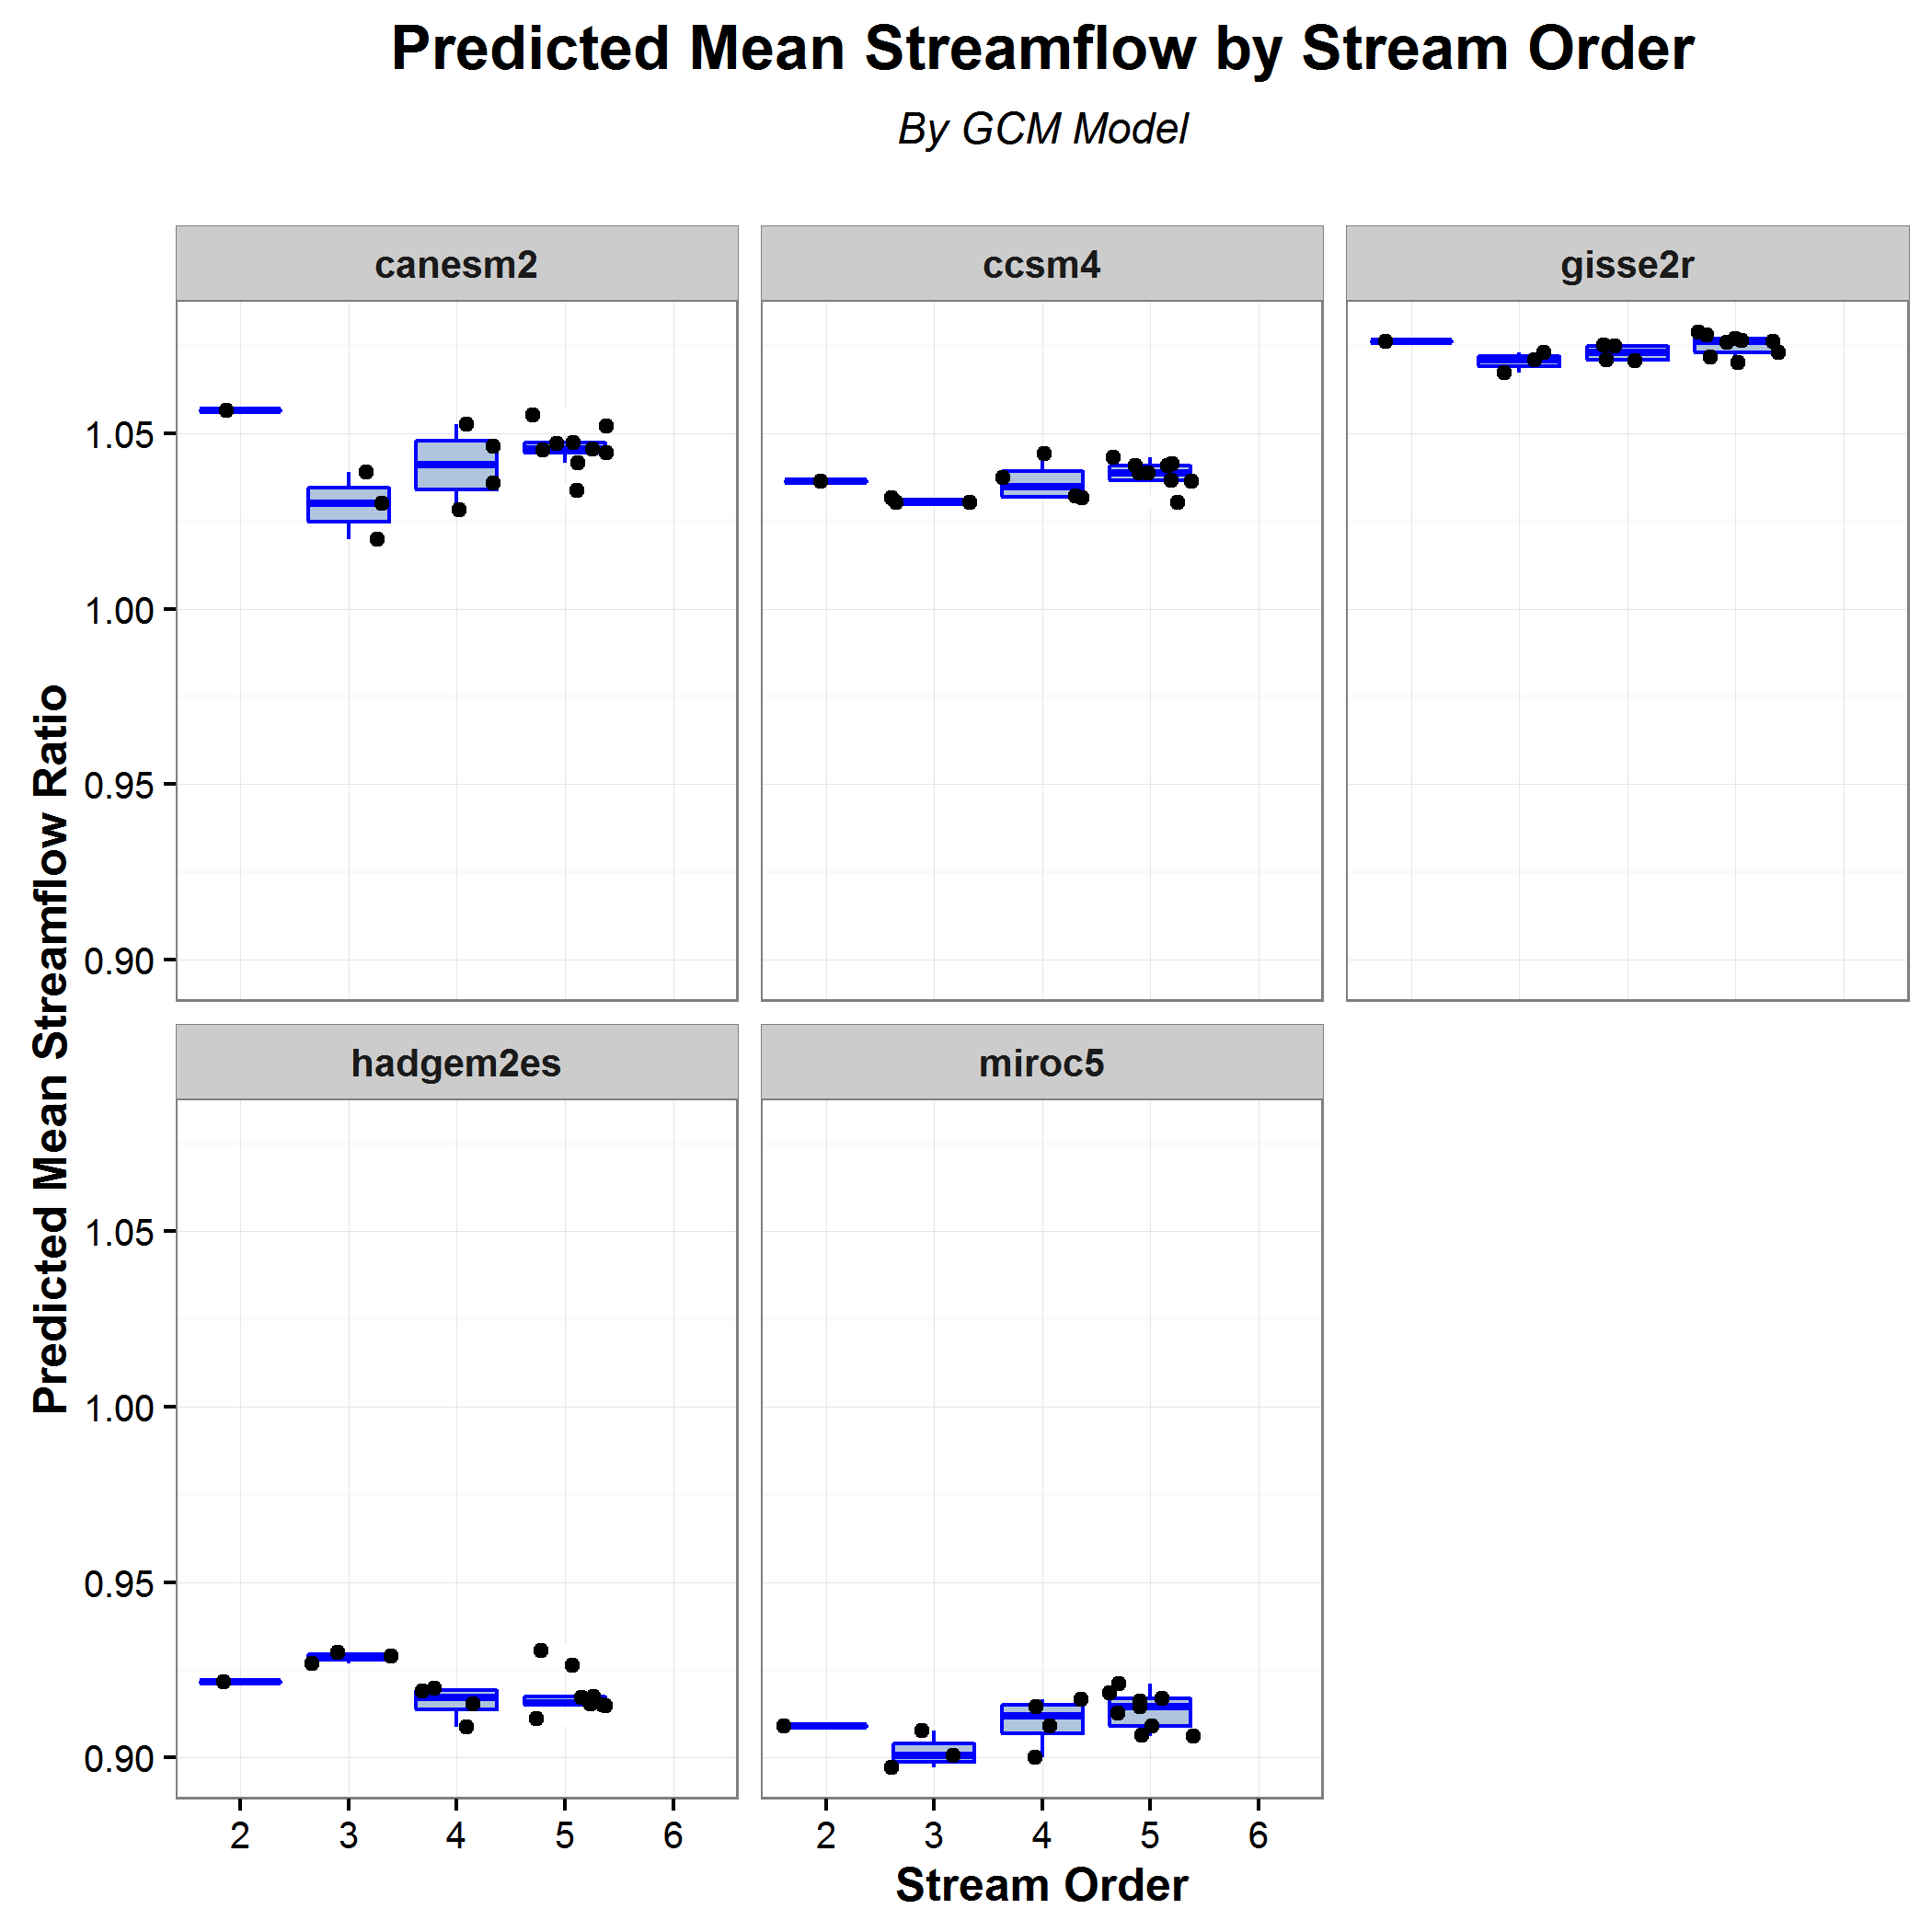 Predicted Mean Streamflow by Stream Order
By GCM Model
canesm2
ccsm4
gisse2r
1.05
1.00
0.95
0.90
Predicted Mean Streamflow Ratio
hadgem2es
miroc5
1.05
1.00
0.95
0.90
2 3 4 5 6
2 3 4 5 6
Stream Order